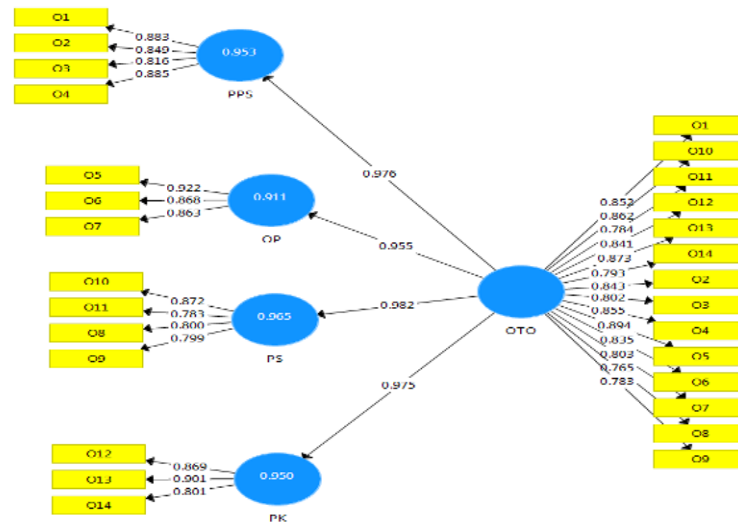 O1
O2
O3
O4
0.883
0.849
0.816
0.885
0.953
PPS
O5
O6
O7
0.922
0.868
0.863
0.911
OP
O10
O11
O8
O9
0.872
0.783
0.800
0.799
0.965
PS
O12
O13
O14
0.869
0.901
0.801
0.950
PK
0.976
0.955
0.982
0.975
OTO
0.852
0.862
0.784
0.841
0.873
0.793
0.843
0.802
0.855
0.894
0.835
0.803
0.765
0.783
O1
O10
O11
O12
O13
O14
O2
O3
O4
O5
O6
O7
O8
O9